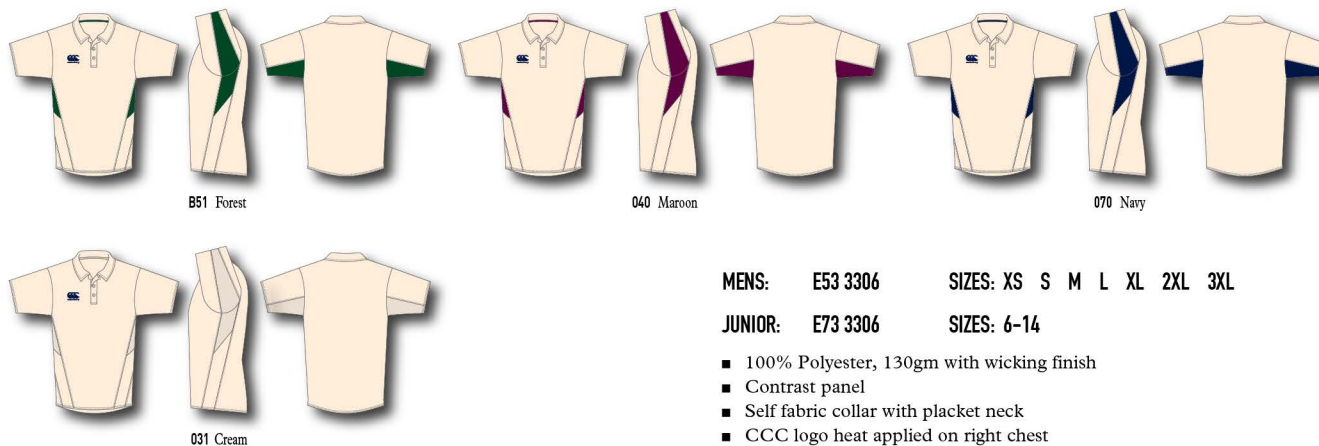 B51 Forest
040 Maroon
070 Navy
031 Cream
MENS: E53 3306 SIZES: XS S M L XL 2XL 3XL
JUNIOR: E73 3306 SIZES: 6-14
■ 100% Polyester, 130gm with wicking finish
■ Contrast panel
■ Self fabric collar with placket neck
■ CCC logo heat applied on right chest